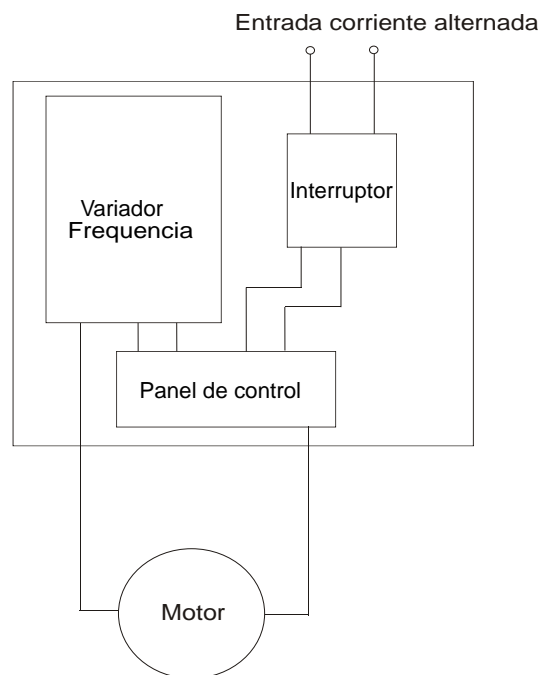 Entrada corriente alternada
Interruptor
Variador
Frequencia
Panel de control
Motor